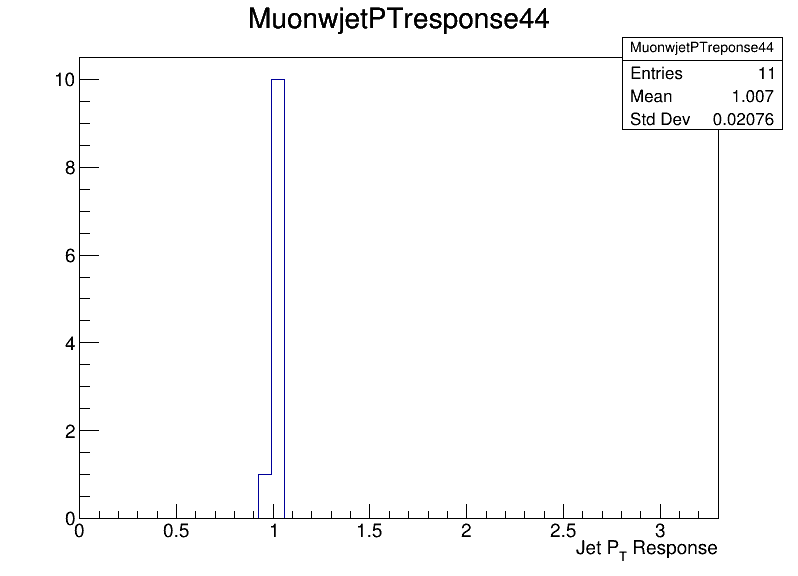 MuonwjetPTresponse44
MuonwjetPTreponse44
Entries 11
Mean 1.007
Std Dev 0.02076
10
8
6
4
2
0
0 0.5 1 1.5 2 2.5 3
Jet P_T Response